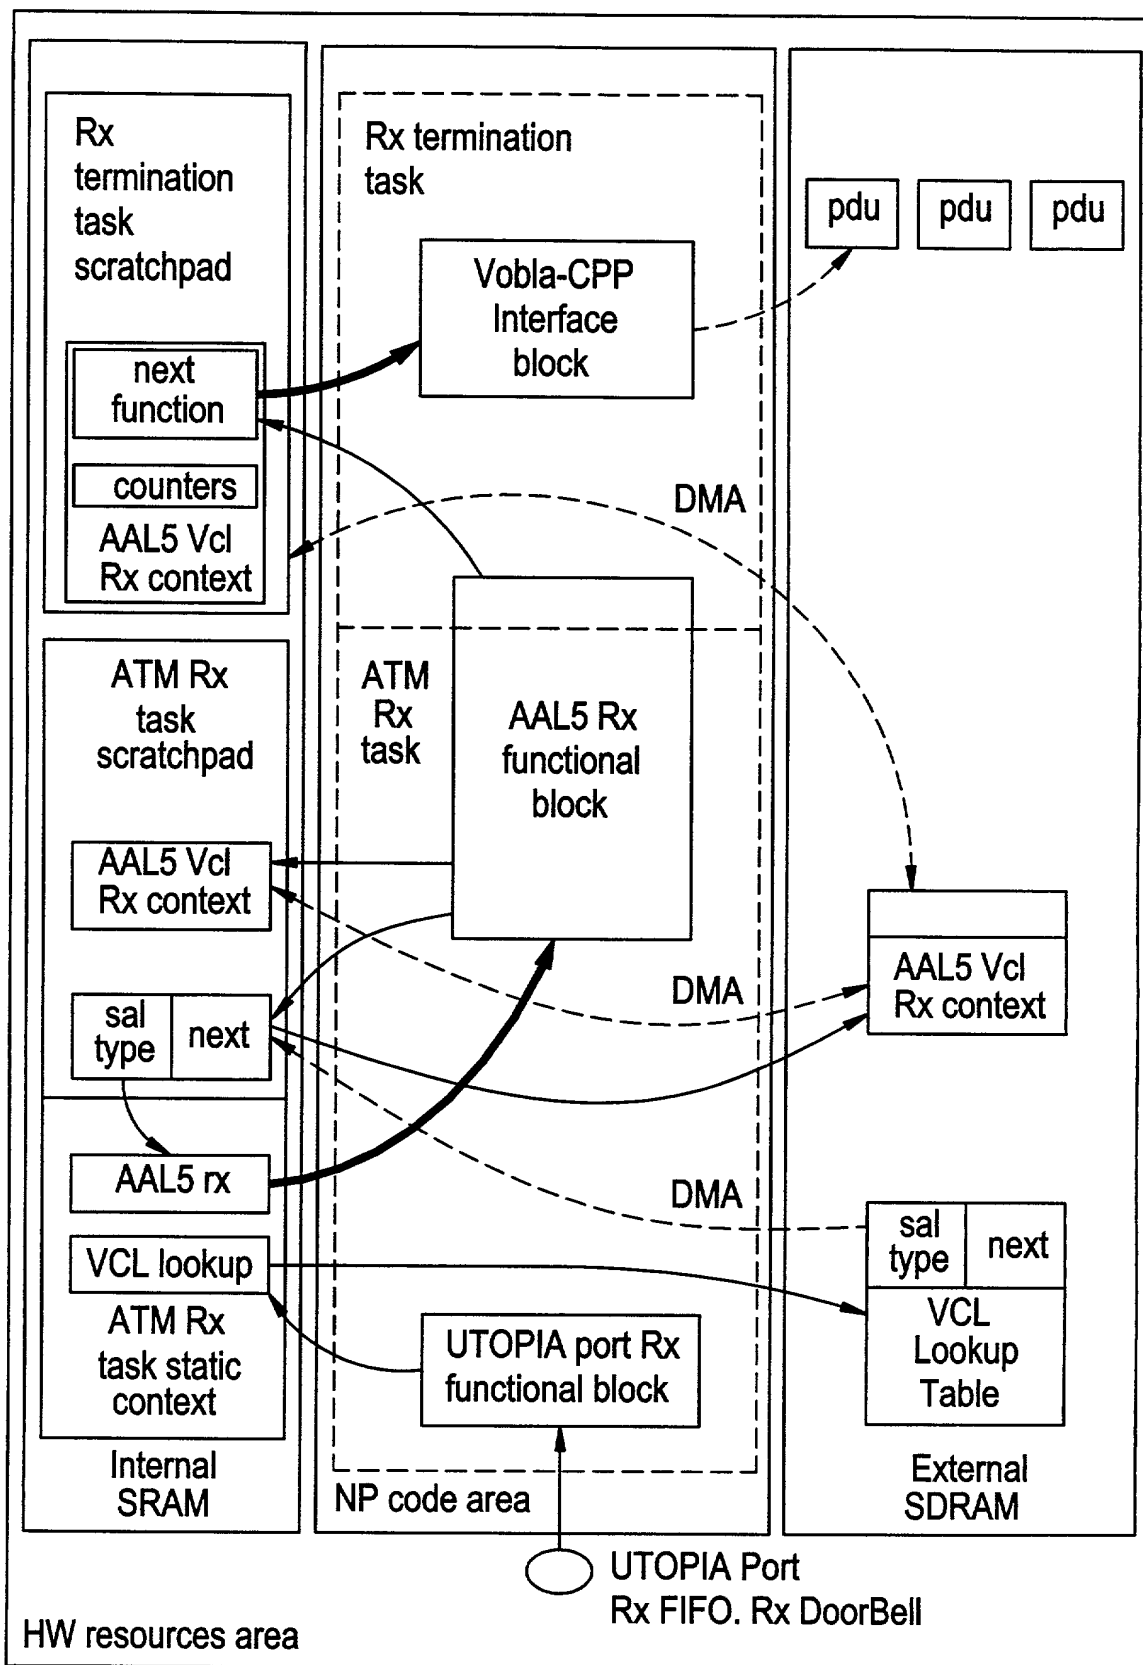 Rx
termination
task
scratchpad
next
function
counters
AAL5 Vcl
Rx context
ATM Rx
task
scratchpad
AAL5 Vcl
Rx context
sal
type
next
AAL5 rx
VCL lookup
ATM Rx
task static
context
Internal
SRAM
Rx termination
task
Vobla-CPP
Interface
block
DMA
ATM
Rx
task
AAL5 Rx
functional
block
DMA
DMA
UTOPIA port Rx
functional block
NP code area
pdu
pdu
pdu
AAL5 Vcl
Rx context
sal
type
next
VCL
Lookup
Table
External
SDRAM
UTOPIA Port
Rx FIFO. Rx DoorBell
HW resources area